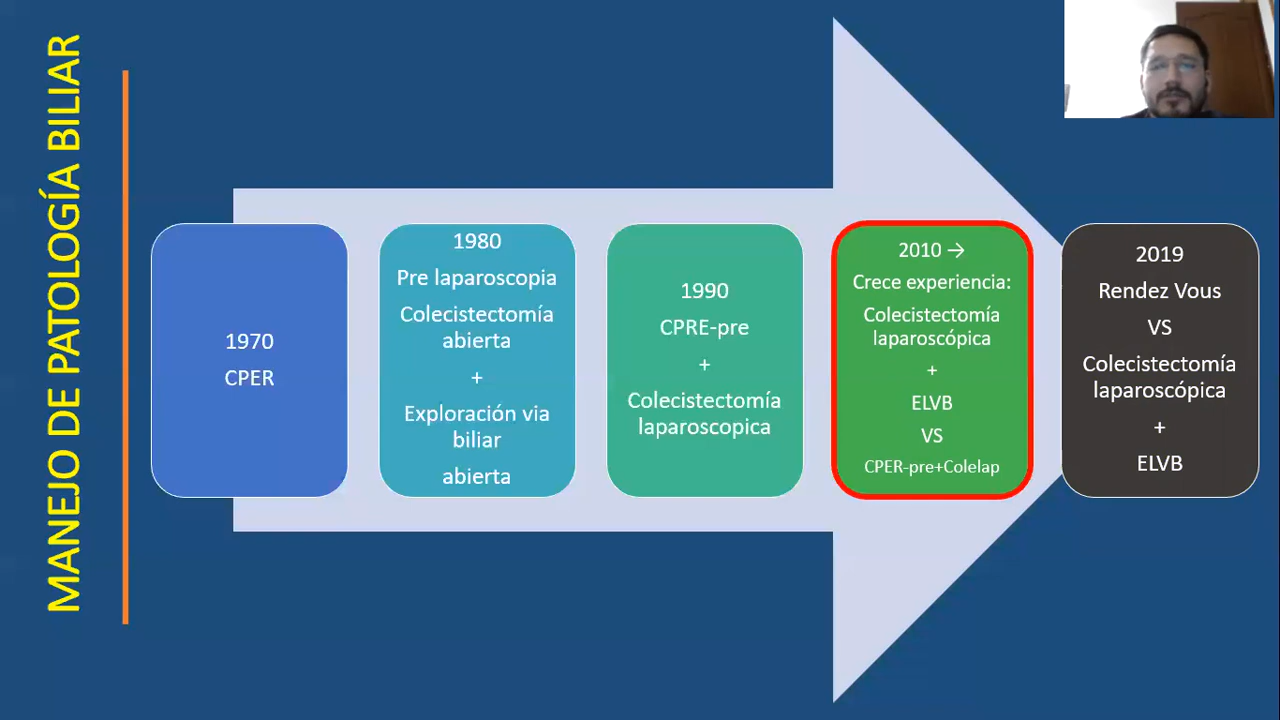 MANEJO DE PATOLOGÍA BILIAR
1970
CPER
1980
Pre laparoscopia
Colecistectomía
abierta
+
Exploración via
biliar
abierta
1990
CPRE-pre
+
Colecistectomía
laparoscopica
2010 →
Crece experiencia:
Colecistectomía
laparoscópica
+
ELVB
VS
CPER-pre+Colelap
2019
Rendez Vous
VS
Colecistectomía
laparoscópica
+
ELVB